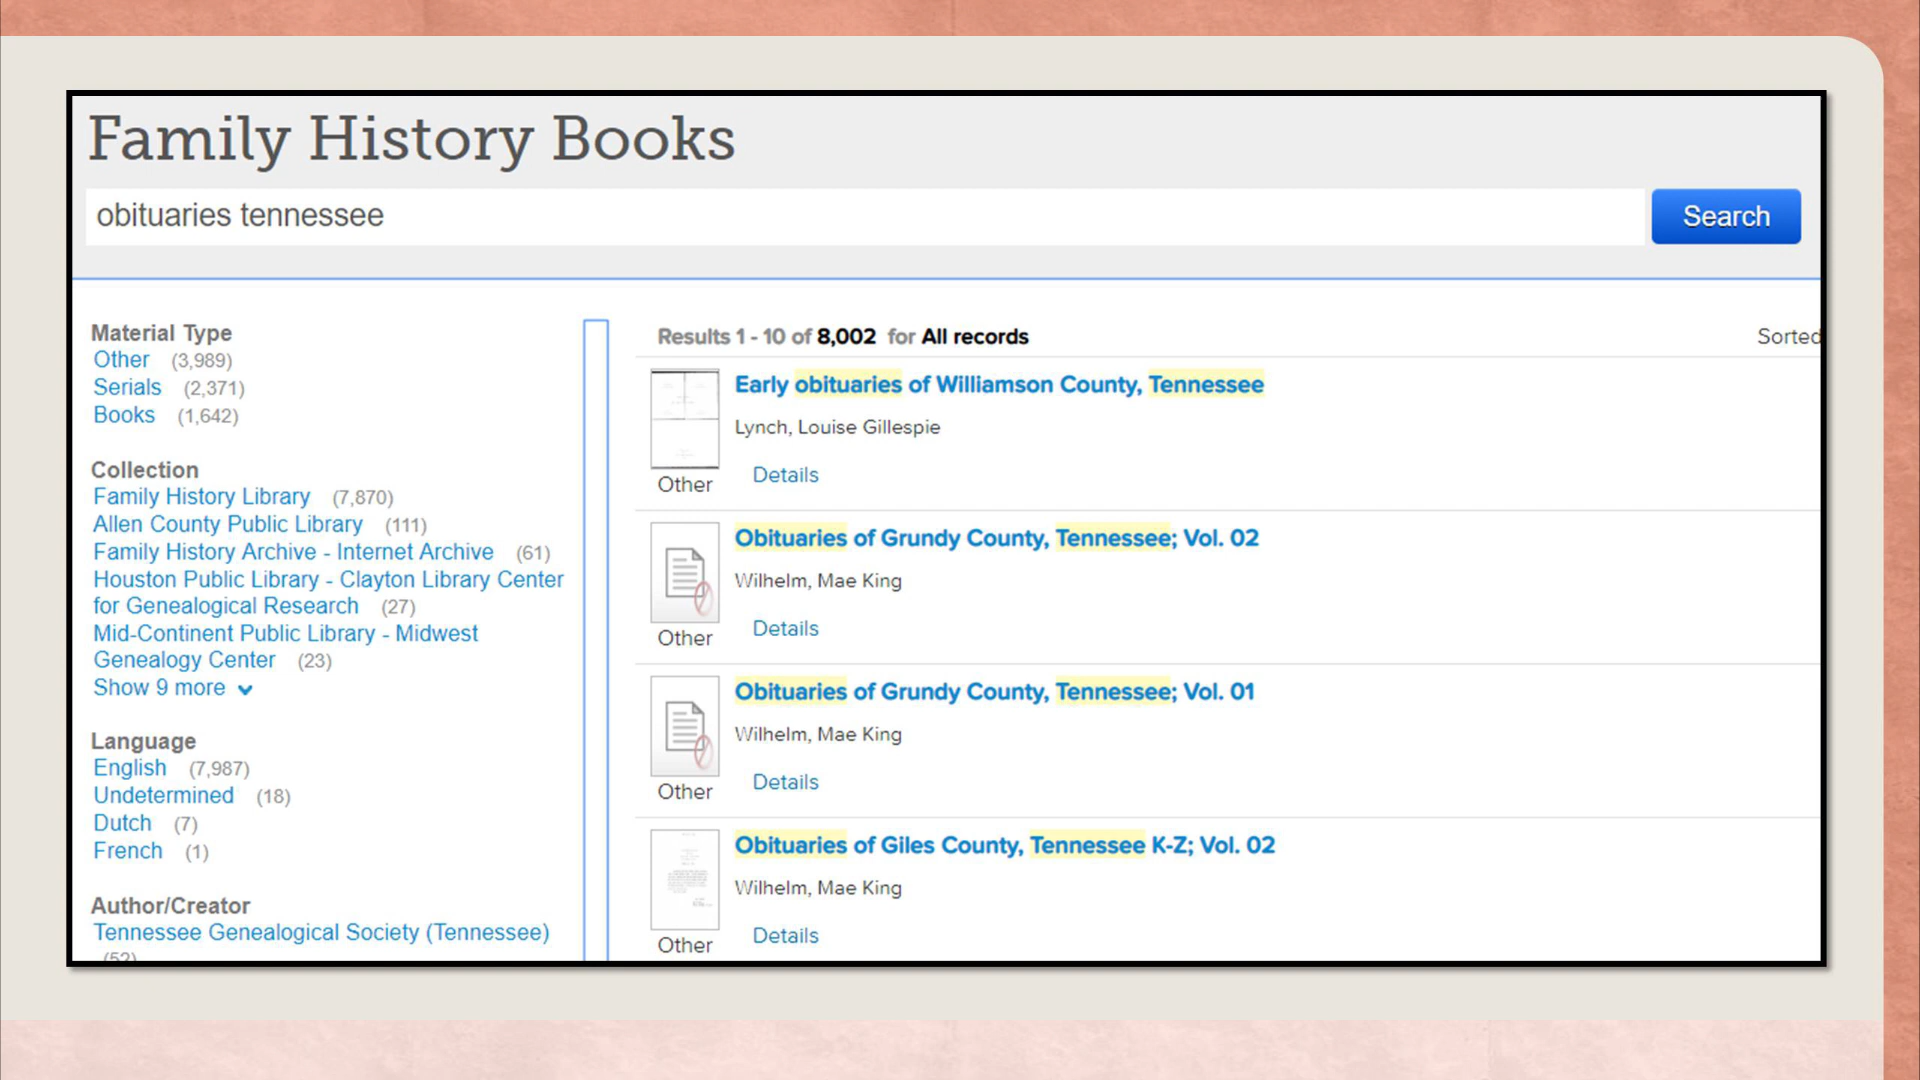 Family History Books
obituaries tennessee
Search
Material Type
Other (3,989)
Serials (2,371)
Books (1,642)
Collection
Family History Library (7,870)
Allen County Public Library (111)
Family History Archive - Internet Archive (61)
Houston Public Library - Clayton Library Center
for Genealogical Research (27)
Mid-Continent Public Library - Midwest
Genealogy Center (23)
Show 9 more
Language
English (7,987)
Undetermined (18)
Dutch (7)
French (1)
Author/Creator
Tennessee Genealogical Society (Tennessee)
(52)
Results 1 - 10 of 8,002 for All records
Sorted
Early obituaries of Williamson County, Tennessee
Lynch, Louise Gillespie
Details
Other
Obituaries of Grundy County, Tennessee; Vol. 02
Wilhelm, Mae King
Details
Other
Obituaries of Grundy County, Tennessee; Vol. 01
Wilhelm, Mae King
Details
Other
Obituaries of Giles County, Tennessee K-Z; Vol. 02
Wilhelm, Mae King
Details
Other